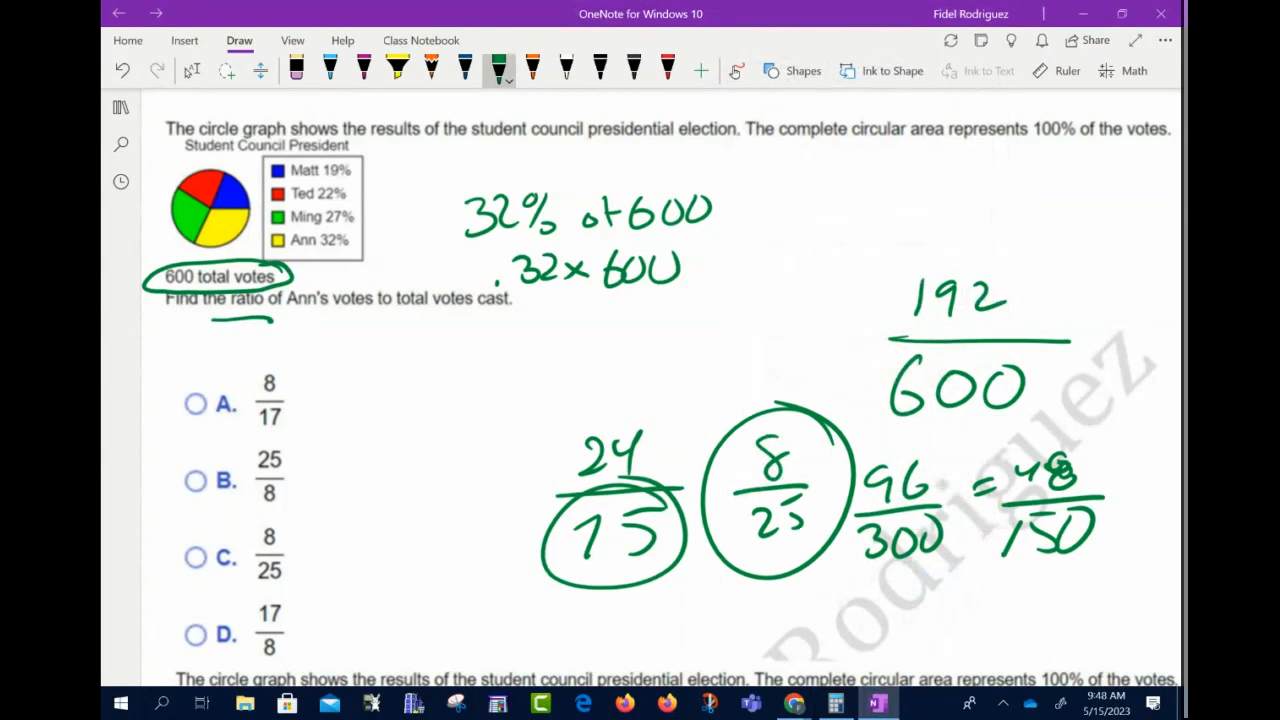 OneNote for Windows 10
Fidel Rodriguez
Home Insert Draw View Help Class Notebook
Share
Shapes Ink to Shape Ink to Text Ruler Math
The circle graph shows the results of the student council presidential election. The complete circular area represents 100% of the votes.
Student Council President
Matt 19%
Ted 22%
Ming 27%
Ann 32%
600 total votes
Find the ratio of Ann's votes to total votes cast.
32% of 600
.32 x 600
192
600
A. 8
17
B. 25
8
C. 8
25
D. 17
8
24
75
8
25
96
300
= 48
150
Rodriguez
The circle graph shows the results of the student council presidential election. The complete circular area represents 100% of the votes.
9:48 AM
5/15/2023